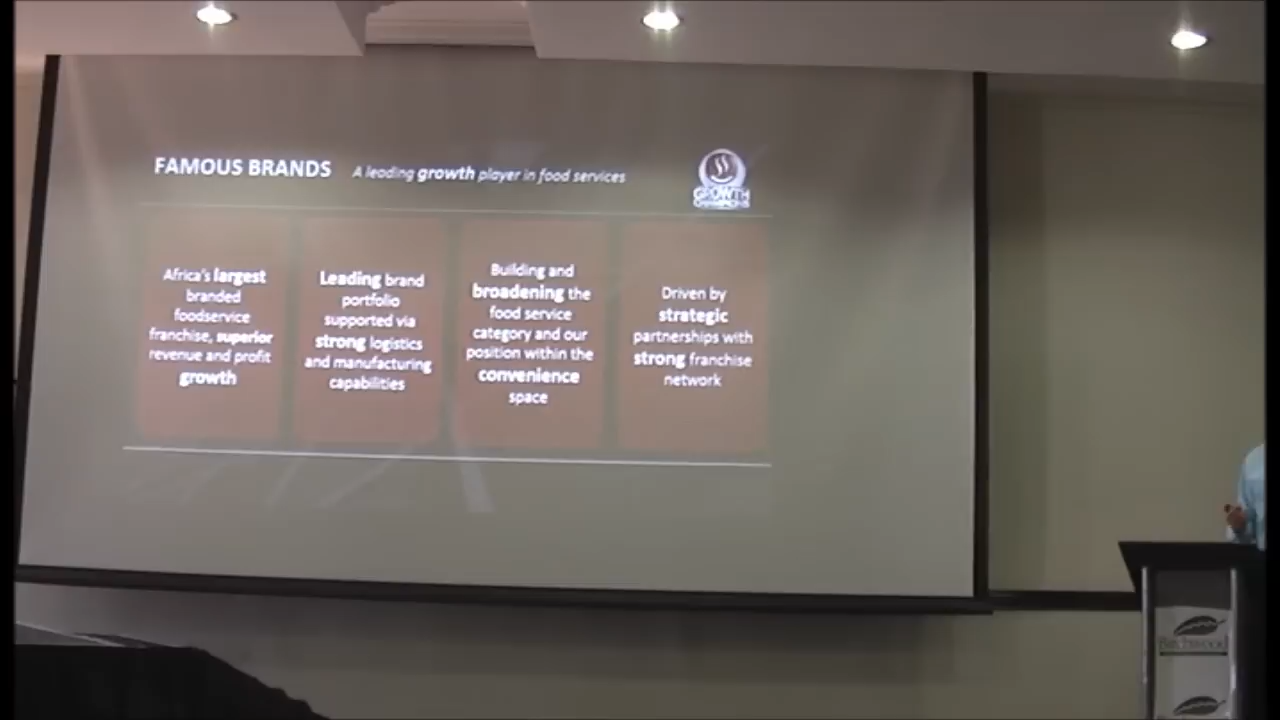 FAMOUS BRANDS A leading growth player in food services
GROWTH
Africa's largest
branded
foodservice
franchise, superior
revenue and profit
growth
Leading brand
portfolio
supported via
strong logistics
and manufacturing
capabilities
Building and
broadening the
food service
category and our
position within the
convenience
space
Driven by
strategic
partnerships with
strong franchise
network
Birchwood